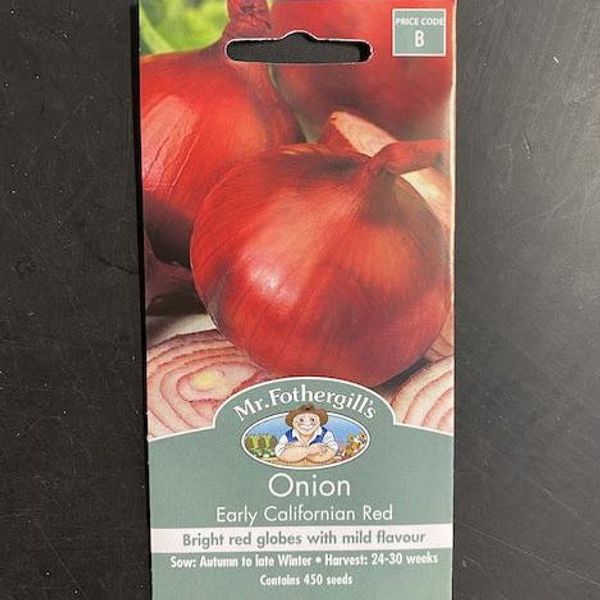 PRICE CODE
B
Mr.Fothergill's
Onion
Early Californian Red
Bright red globes with mild flavour
Sow: Autumn to late Winter • Harvest: 24-30 weeks
Contains 450 seeds